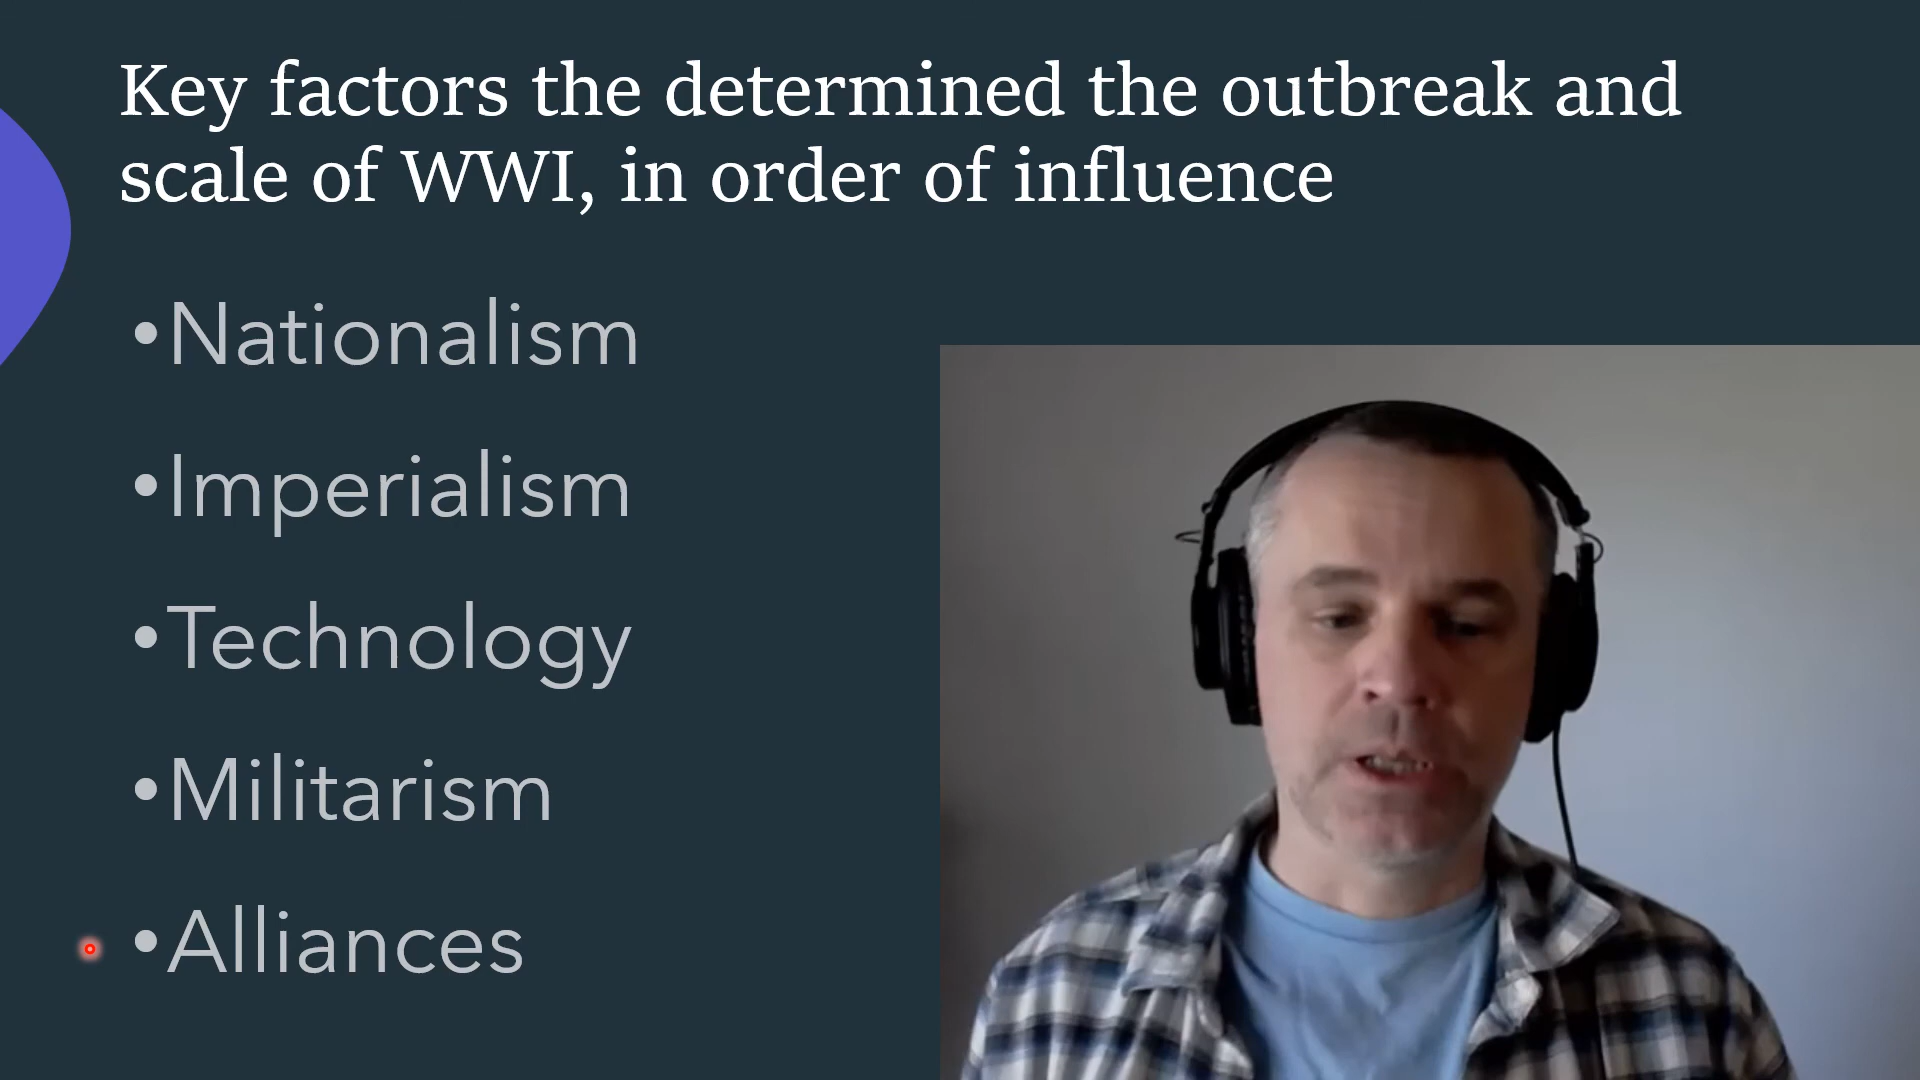 Key factors the determined the outbreak and
scale of WWI, in order of influence
•Nationalism
•Imperialism
•Technology
•Militarism
•Alliances